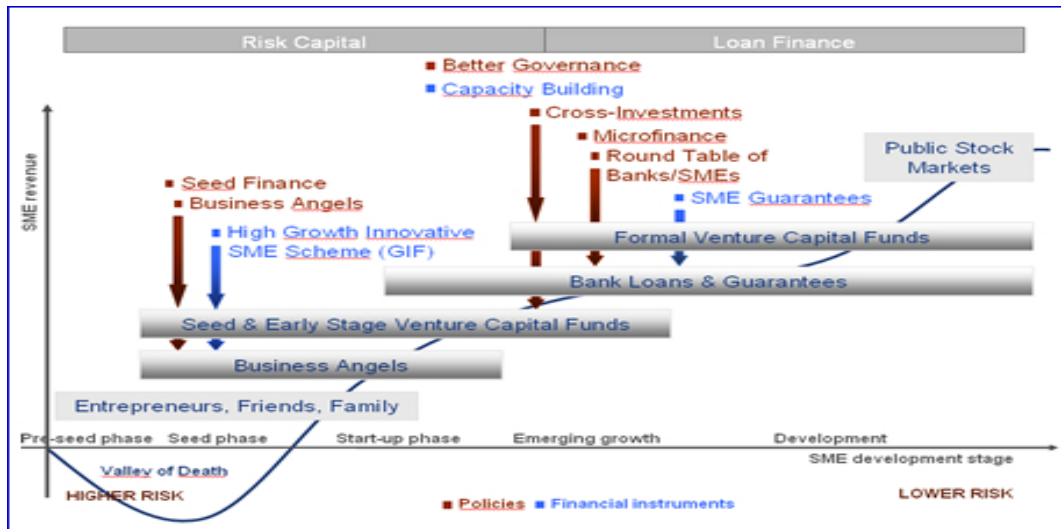 Risk Capital
Loan Finance
Better Governance
Capacity Building
Cross-Investments
Microfinance
Round Table of
Banks/SMEs
Public Stock
Markets
SME revenue
Seed Finance
Business Angels
SME Guarantees
High Growth Innovative
SME Scheme (GIF)
Formal Venture Capital Funds
Bank Loans & Guarantees
Seed & Early Stage Venture Capital Funds
Business Angels
Entrepreneurs, Friends, Family
Pre-seed phase
Seed phase
Start-up phase
Emerging growth
Development
SME development stage
Valley of Death
HIGHER RISK
LOWER RISK
Policies
Financial instruments